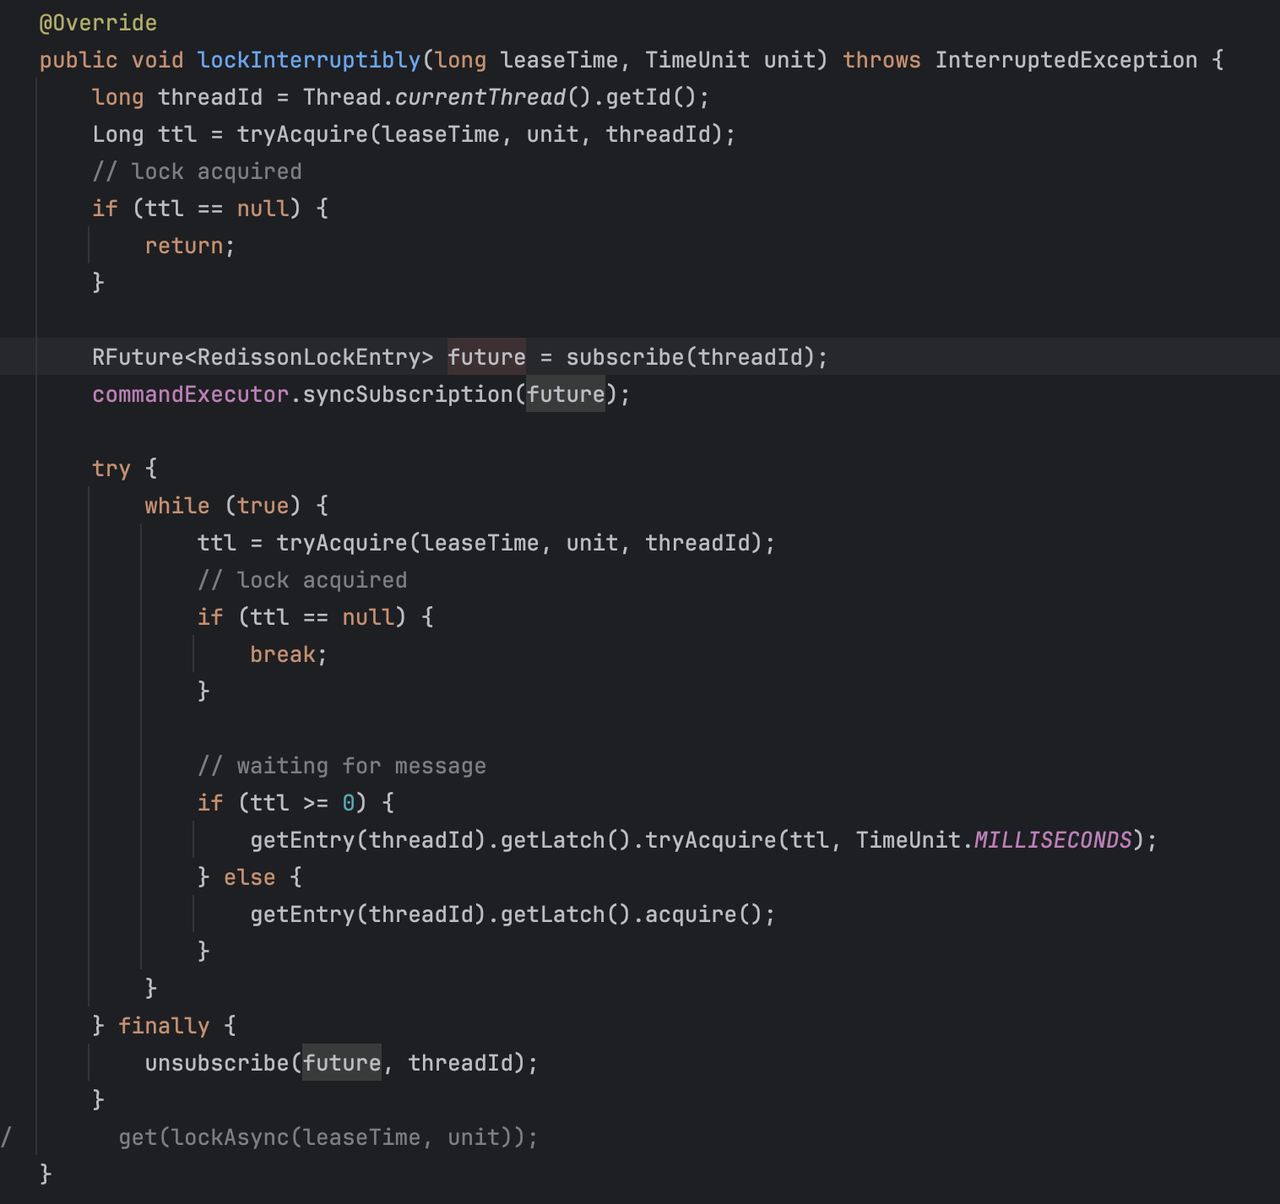 @Override
public void lockInterruptibly(long leaseTime, TimeUnit unit) throws InterruptedException {
    long threadId = Thread.currentThread().getId();
    Long ttl = tryAcquire(leaseTime, unit, threadId);
    // lock acquired
    if (ttl == null) {
        return;
    }

    RFuture<RedissonLockEntry> future = subscribe(threadId);
    commandExecutor.syncSubscription(future);

    try {
        while (true) {
            ttl = tryAcquire(leaseTime, unit, threadId);
            // lock acquired
            if (ttl == null) {
                break;
            }

            // waiting for message
            if (ttl >= 0) {
                getEntry(threadId).getLatch().tryAcquire(ttl, TimeUnit.MILLISECONDS);
            } else {
                getEntry(threadId).getLatch().acquire();
            }
        }
    } finally {
        unsubscribe(future, threadId);
    }
/        get(lockAsync(leaseTime, unit));
}